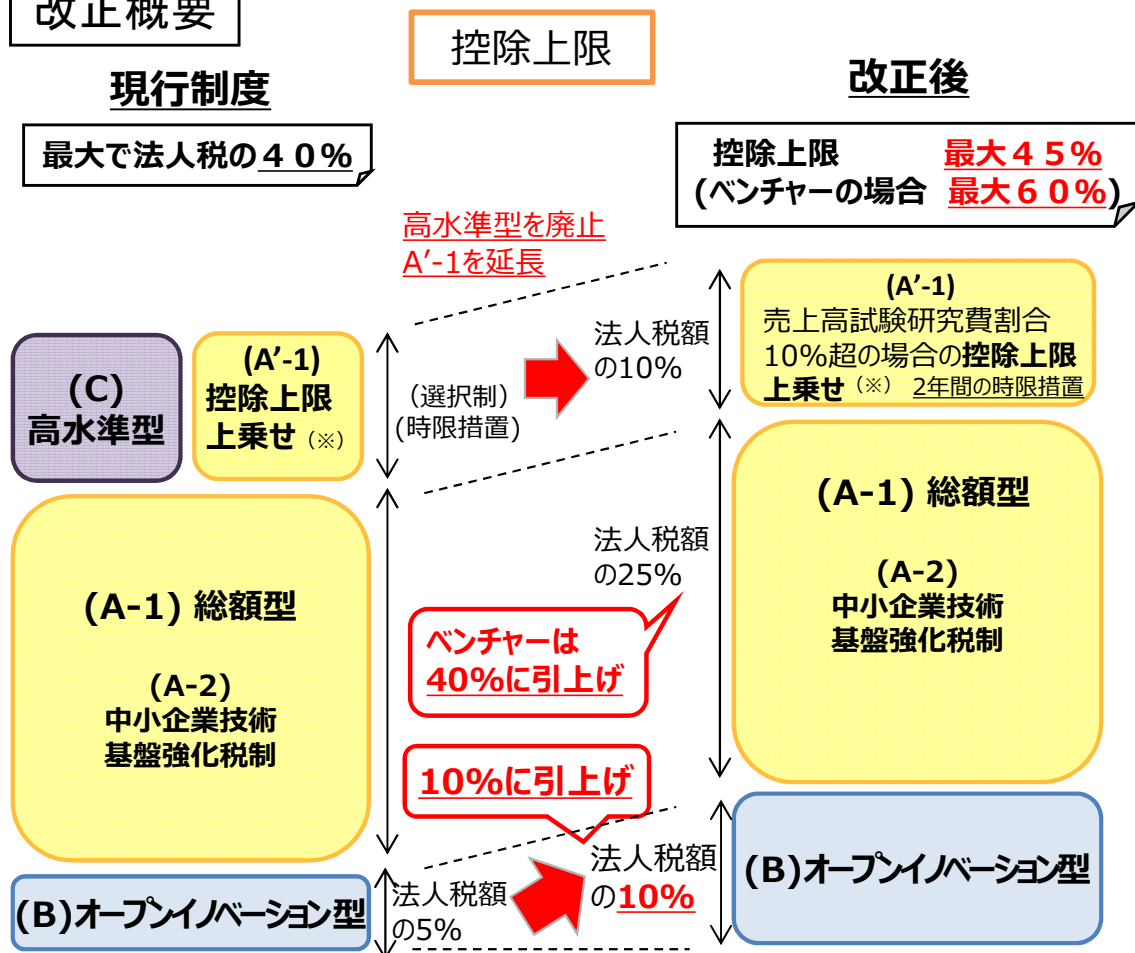 改正概要
控除上限
現行制度
最大で法人税の４０％
改正後
控除上限 最大４５％
(ベンチャーの場合 最大６０％)
高水準型を廃止
A′-1を延長
(C)
高水準型
(A′-1)
控除上限
上乗せ（※）
（選択制）
(時限措置)
法人税額
の10%
(A′-1)
売上高試験研究費割合
10%超の場合の控除上限
上乗せ（※） 2年間の時限措置
(A-1) 総額型
(A-2)
中小企業技術
基盤強化税制
法人税額
の25%
ベンチャーは
40%に引上げ
(A-1) 総額型
(A-2)
中小企業技術
基盤強化税制
10%に引上げ
(B)オープンイノベーション型
法人税額
の5%
法人税額
の10%
(B)オープンイノベーション型